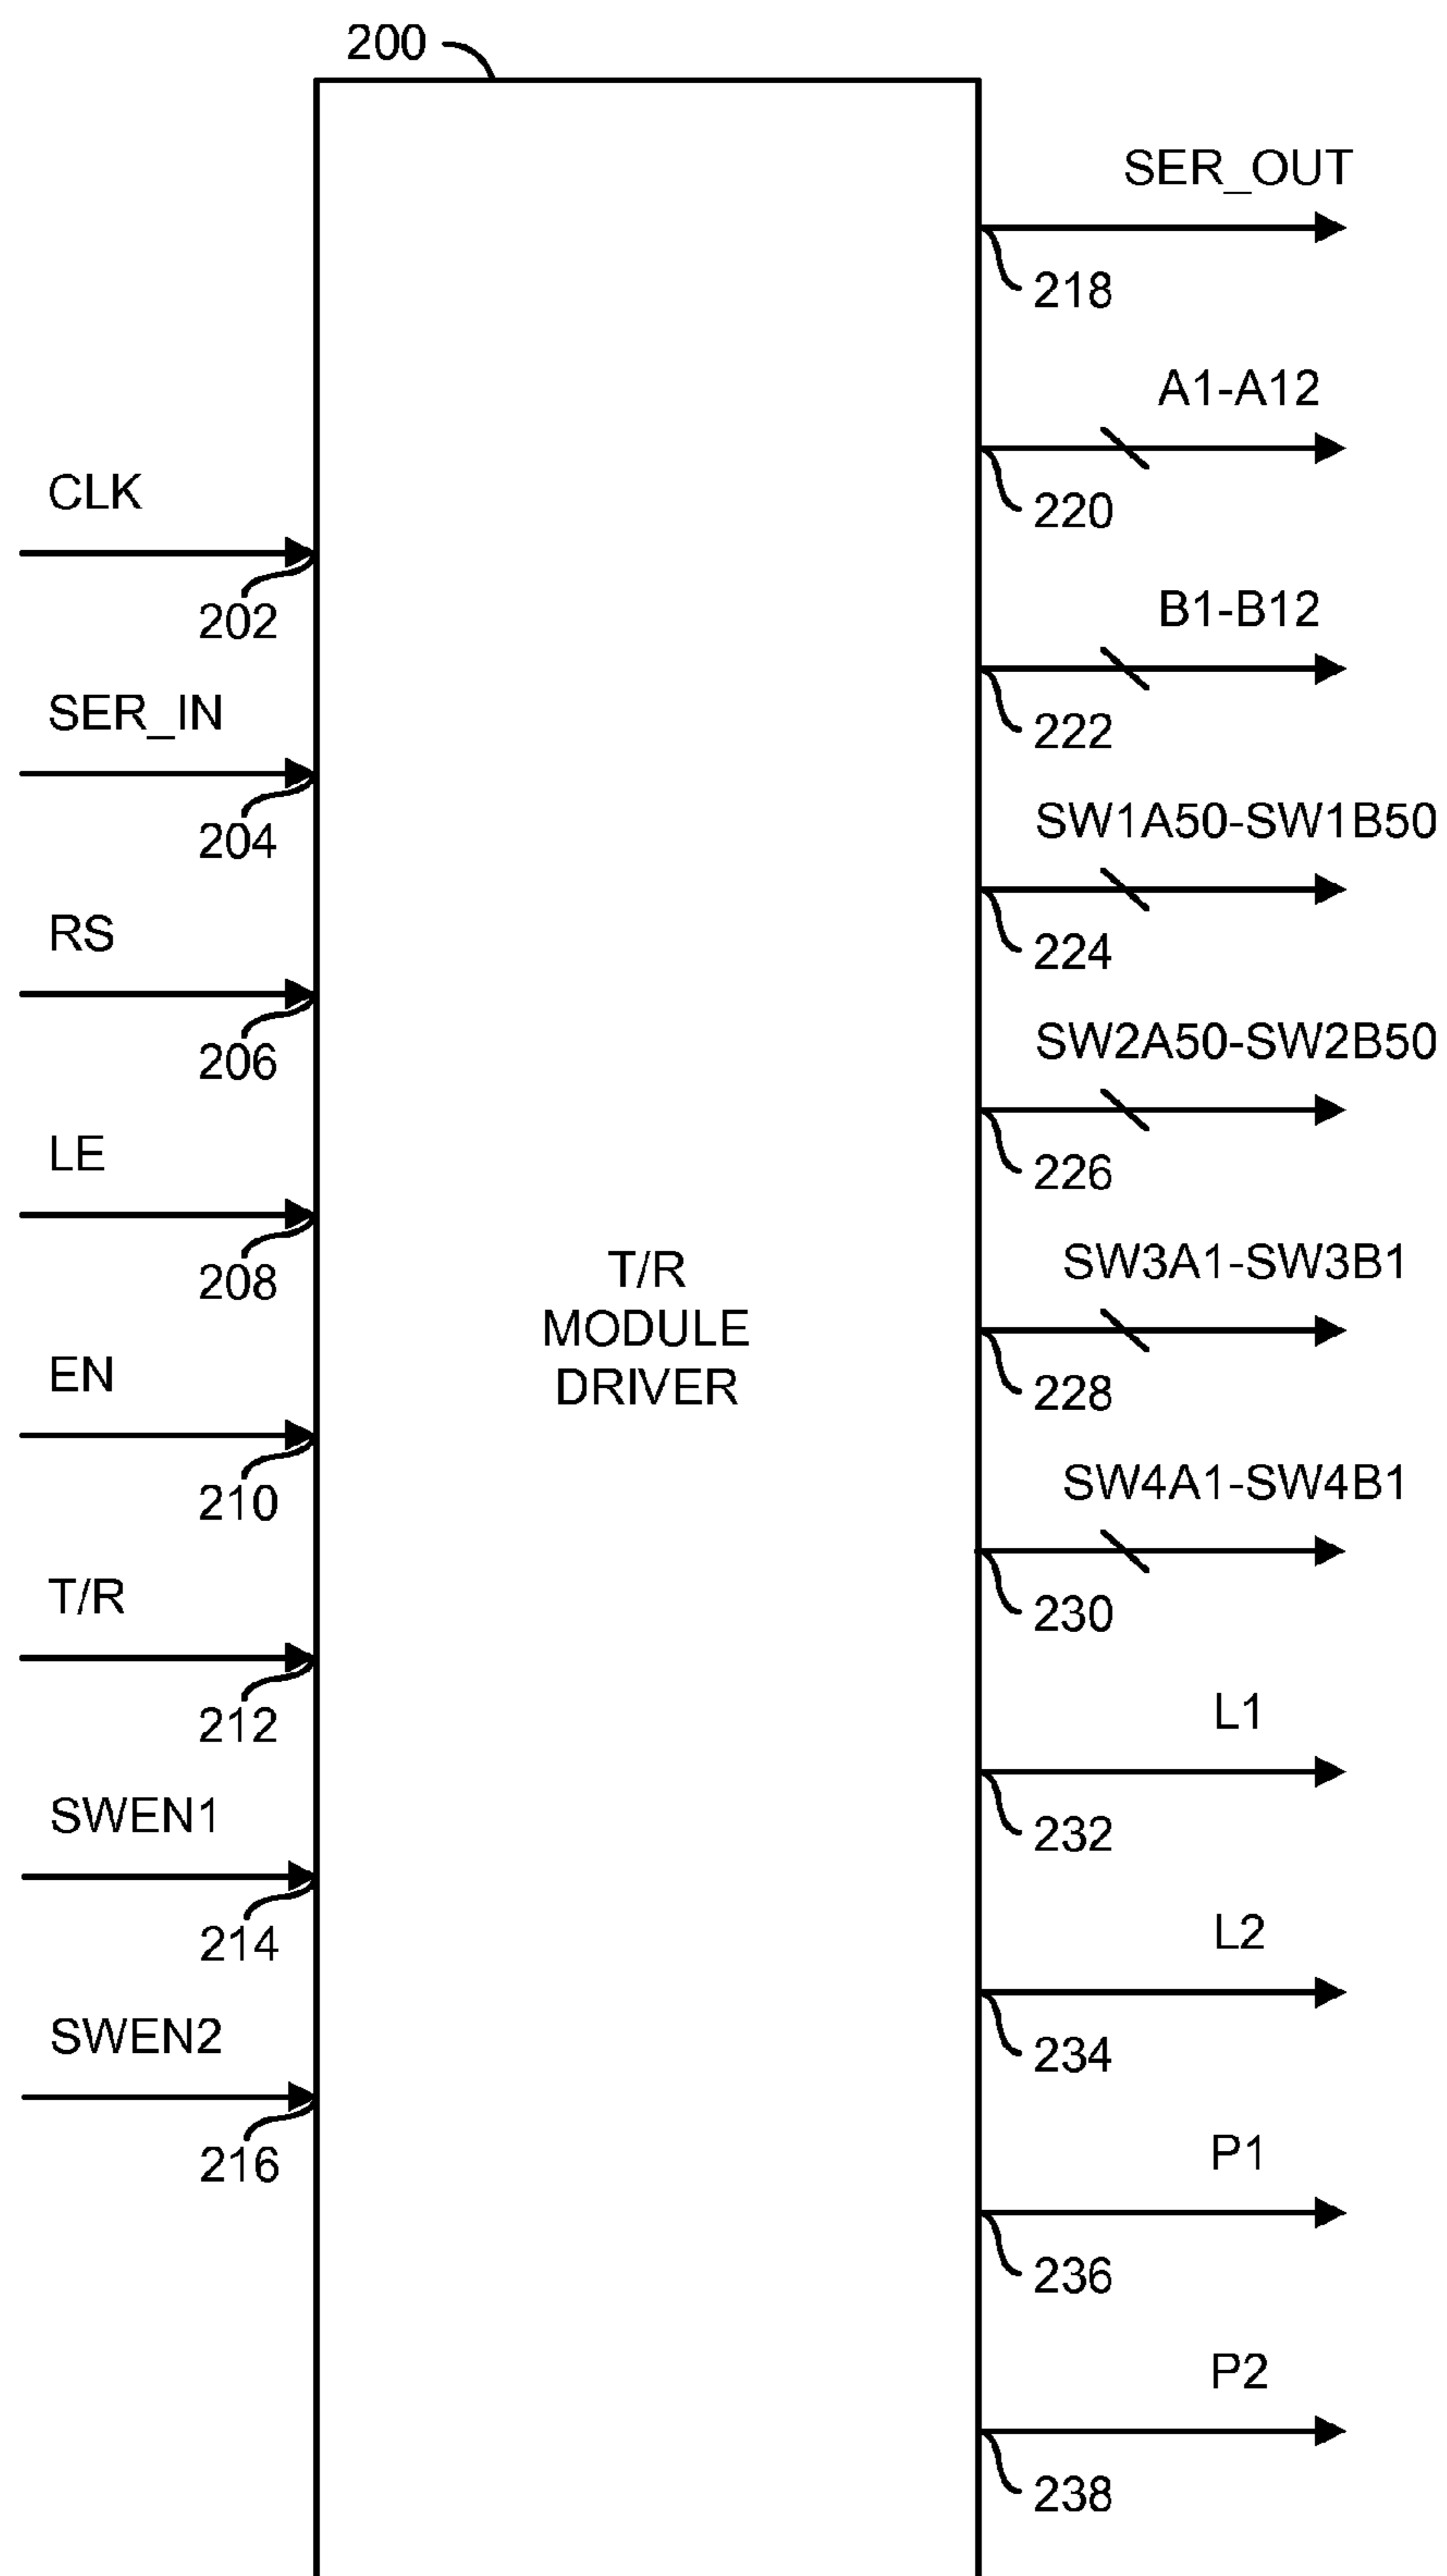 200
SER_OUT
218
A1-A12
220
CLK
202
B1-B12
222
SER_IN
204
SW1A50-SW1B50
224
RS
206
SW2A50-SW2B50
226
LE
208
T/R
MODULE
DRIVER
SW3A1-SW3B1
228
EN
210
SW4A1-SW4B1
230
T/R
212
L1
232
SWEN1
214
L2
234
SWEN2
216
P1
236
P2
238